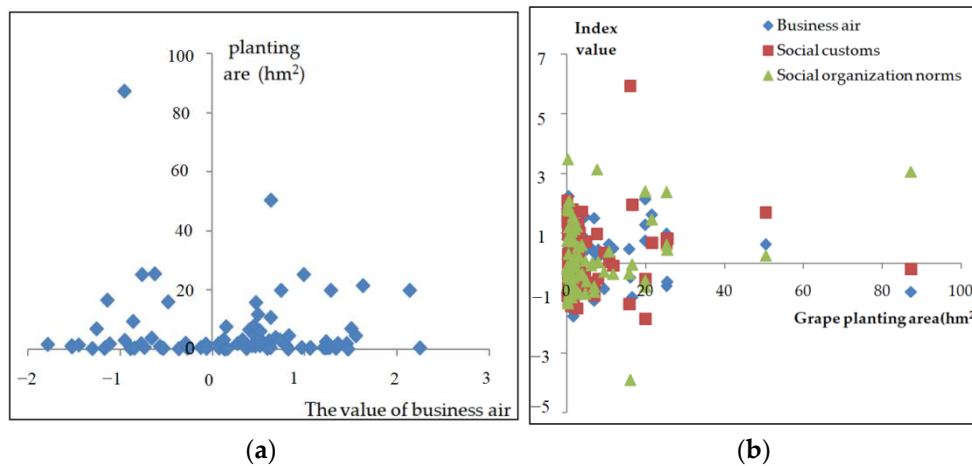 planting
are (hm²)
100
80
60
40
20
0
−2
−1
0
1
2
3
The value of business air
(a)
Index
value
Business air
Social customs
Social organization norms
7
5
3
1
−1
−3
−5
0
20
40
60
80
100
Grape planting area(hm²)
(b)